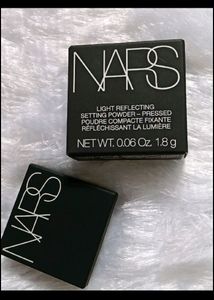 NARS
LIGHT REFLECTING
SETTING POWDER – PRESSED
POUDRE COMPACTE FIXANTE
RÉFLÉCHISSANT LA LUMIÈRE
NET WT. 0.06 Oz. 1.8 g
NARS